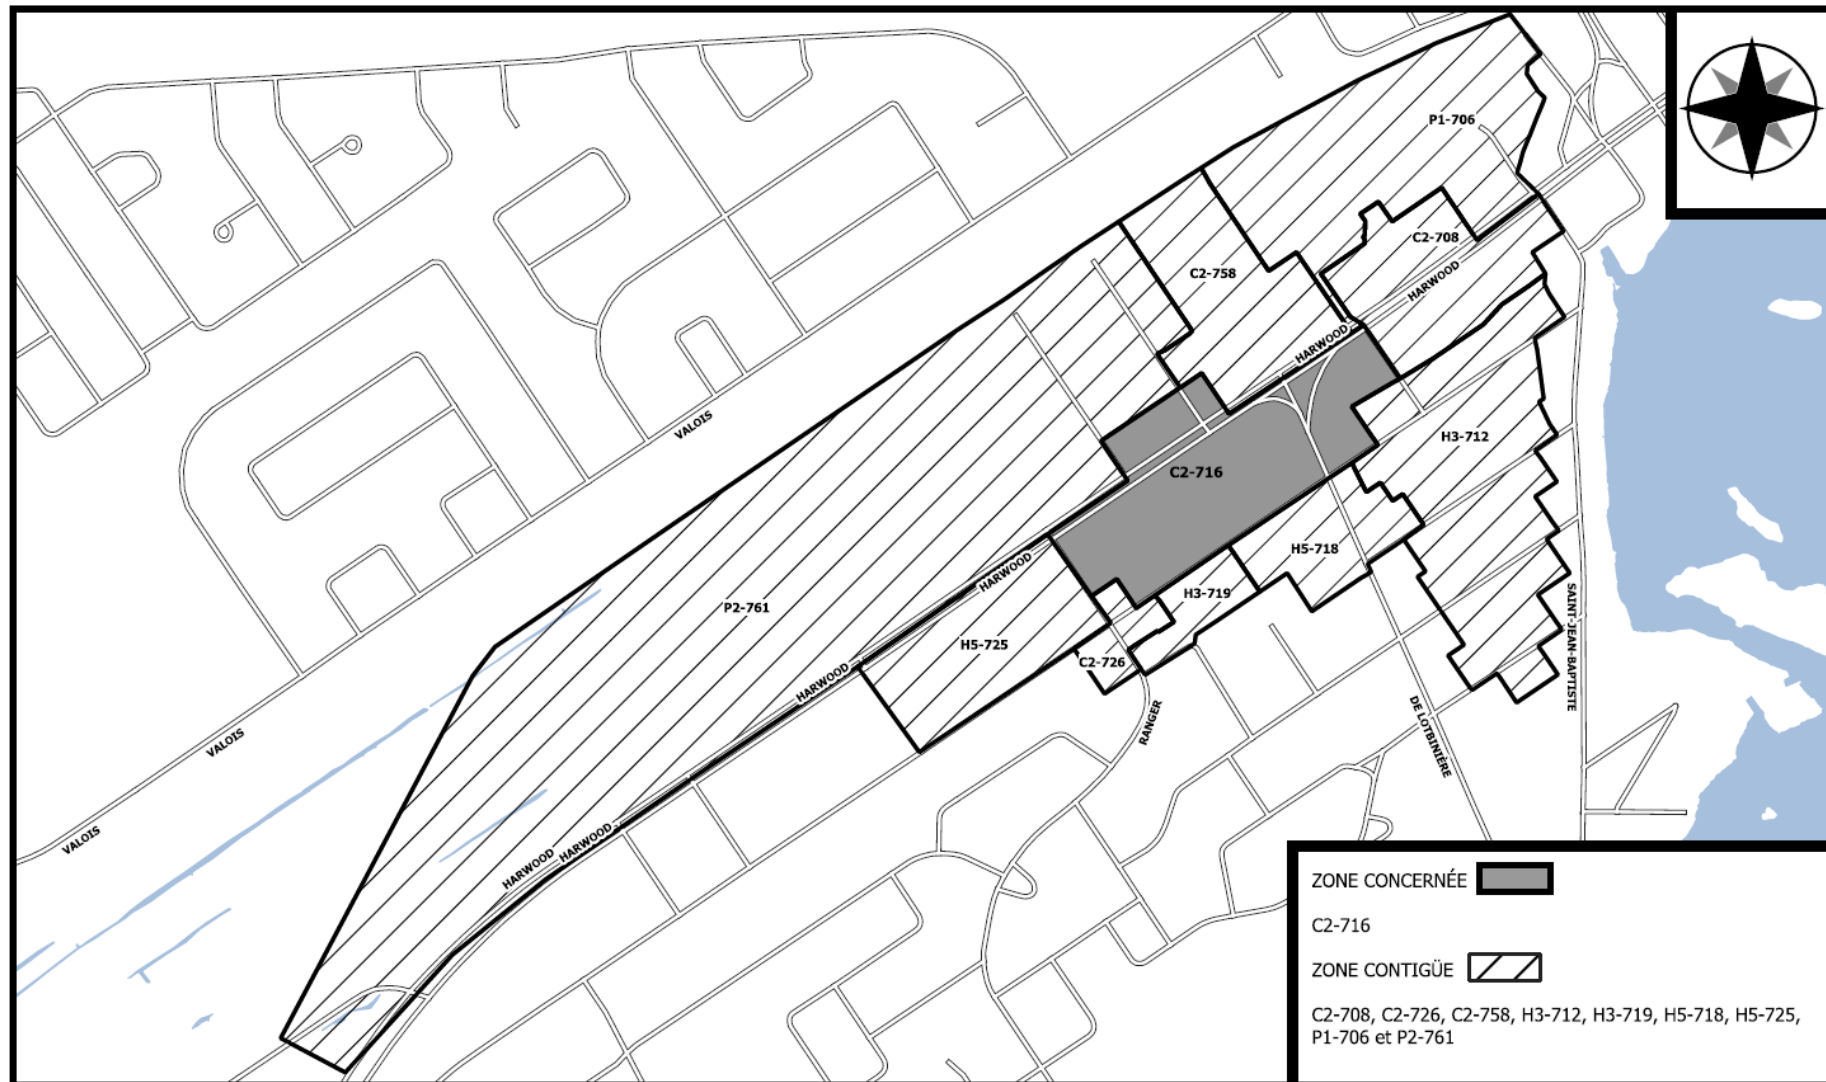 P1-706
C2-708
C2-758
HARWOOD
HARWOOD
VALOIS
H3-712
C2-716
H5-718
HARWOOD
H3-719
P2-761
H5-725
C2-726
SAINT-JEAN-BAPTISTE
HARWOOD
RANGER
DE LOTBINIÈRE
VALOIS
VALOIS
HARWOOD
HARWOOD
ZONE CONCERNÉE
C2-716
ZONE CONTIGÜE
C2-708, C2-726, C2-758, H3-712, H3-719, H5-718, H5-725,
P1-706 et P2-761